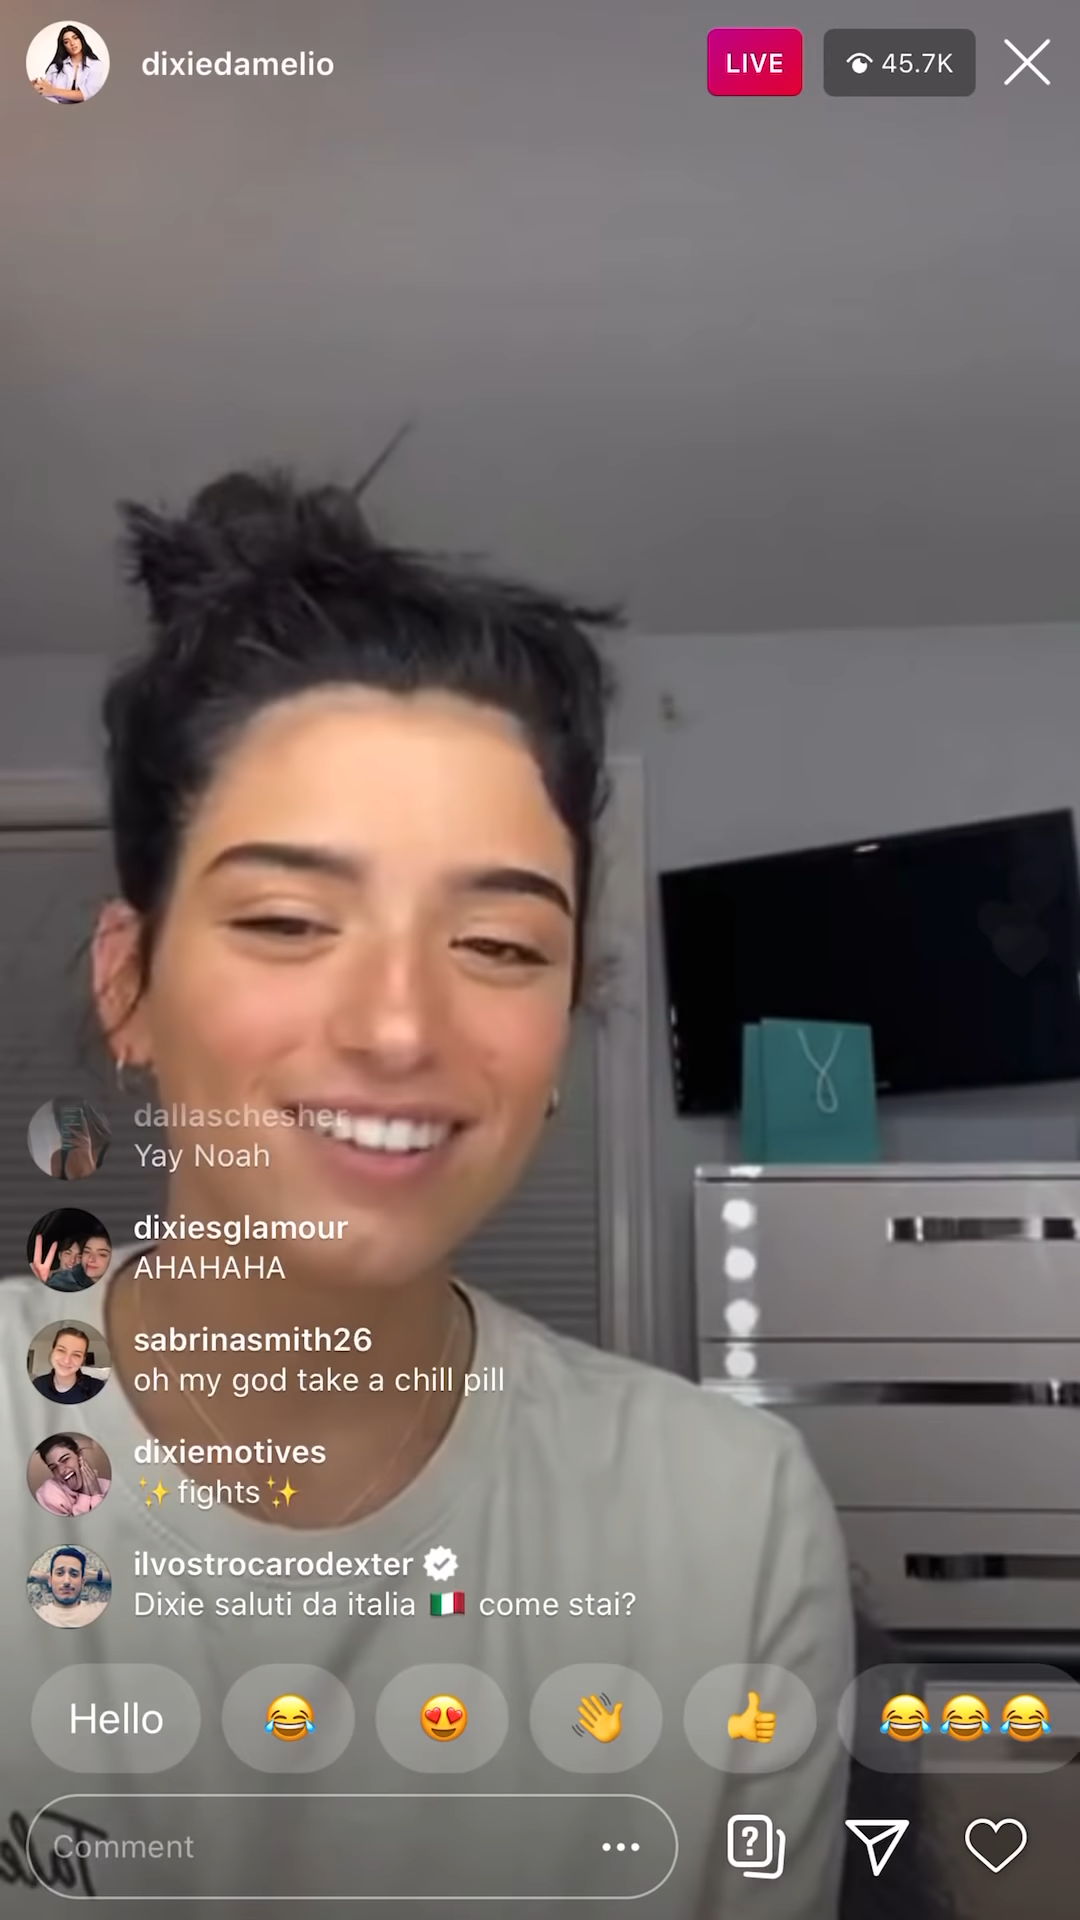 dixiedamelio
LIVE
45.7K
dallaschesher
Yay Noah
dixiesglamour
AHAHAHA
sabrinasmith26
oh my god take a chill pill
dixiemotives
✨fights✨
ilvostrocarodexter
Dixie saluti da italia 🇮🇹 come stai?
Hello
😂
😍
👋
👍
😂😂😂
Comment